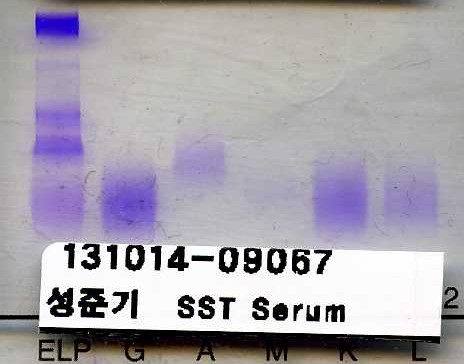 131014-09067
성준기 SST Serum
2
ELP G A M K L